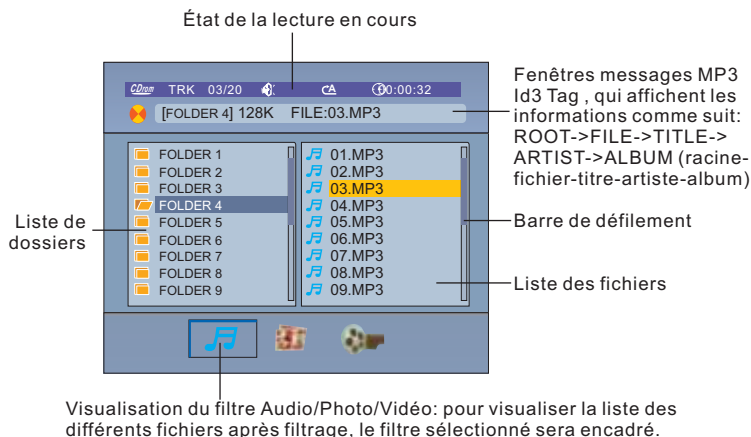 État de la lecture en cours
CDrom TRK 03/20 CA 00:00:32
[FOLDER 4] 128K FILE:03.MP3
Fenêtres messages MP3
Id3 Tag , qui affichent les
informations comme suit:
ROOT->FILE->TITLE->
ARTIST->ALBUM (racine-
fichier-titre-artiste-album)
FOLDER 1
FOLDER 2
FOLDER 3
FOLDER 4
FOLDER 5
FOLDER 6
FOLDER 7
FOLDER 8
FOLDER 9
01.MP3
02.MP3
03.MP3
04.MP3
05.MP3
06.MP3
07.MP3
08.MP3
09.MP3
Liste de
dossiers
Barre de défilement
Liste des fichiers
Visualisation du filtre Audio/Photo/Vidéo: pour visualiser la liste des
différents fichiers après filtrage, le filtre sélectionné sera encadré.